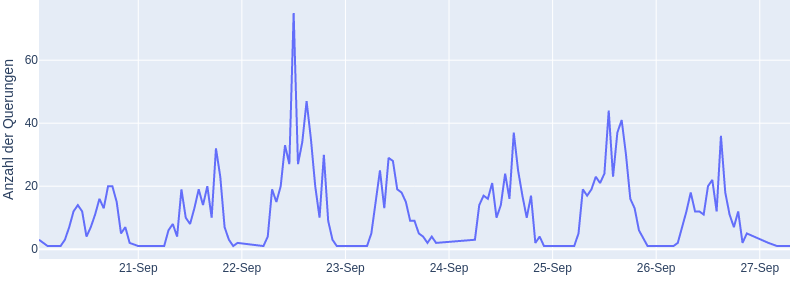 Anzahl der Querungen
60
40
20
0
21-Sep
22-Sep
23-Sep
24-Sep
25-Sep
26-Sep
27-Sep